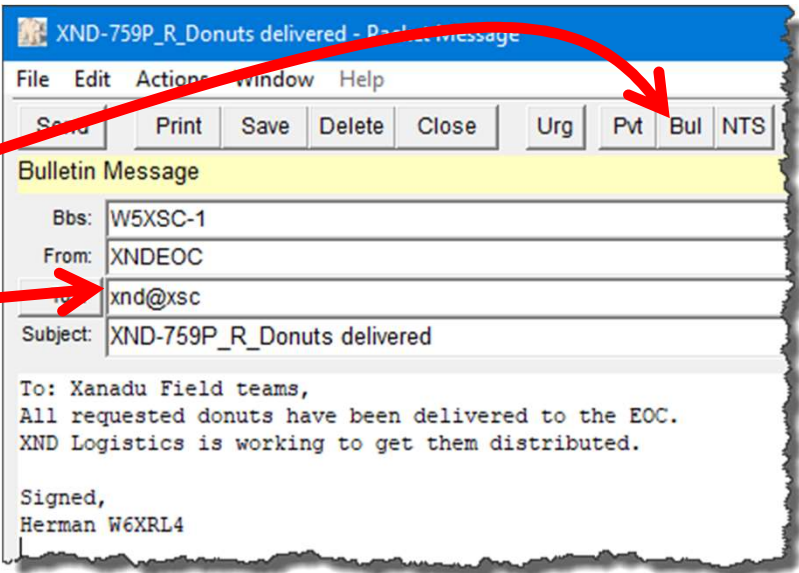 XND-759P_R_Donuts delivered - Packet Message
File Edit Actions Window Help
Send Print Save Delete Close Urg Pvt Bul NTS
Bulletin Message
Bbs: W5XSC-1
From: XNDEOC
xnd@xsc
Subject: XND-759P_R_Donuts delivered
To: Xanadu Field teams,
All requested donuts have been delivered to the EOC.
XND Logistics is working to get them distributed.
Signed,
Herman W6XRL4